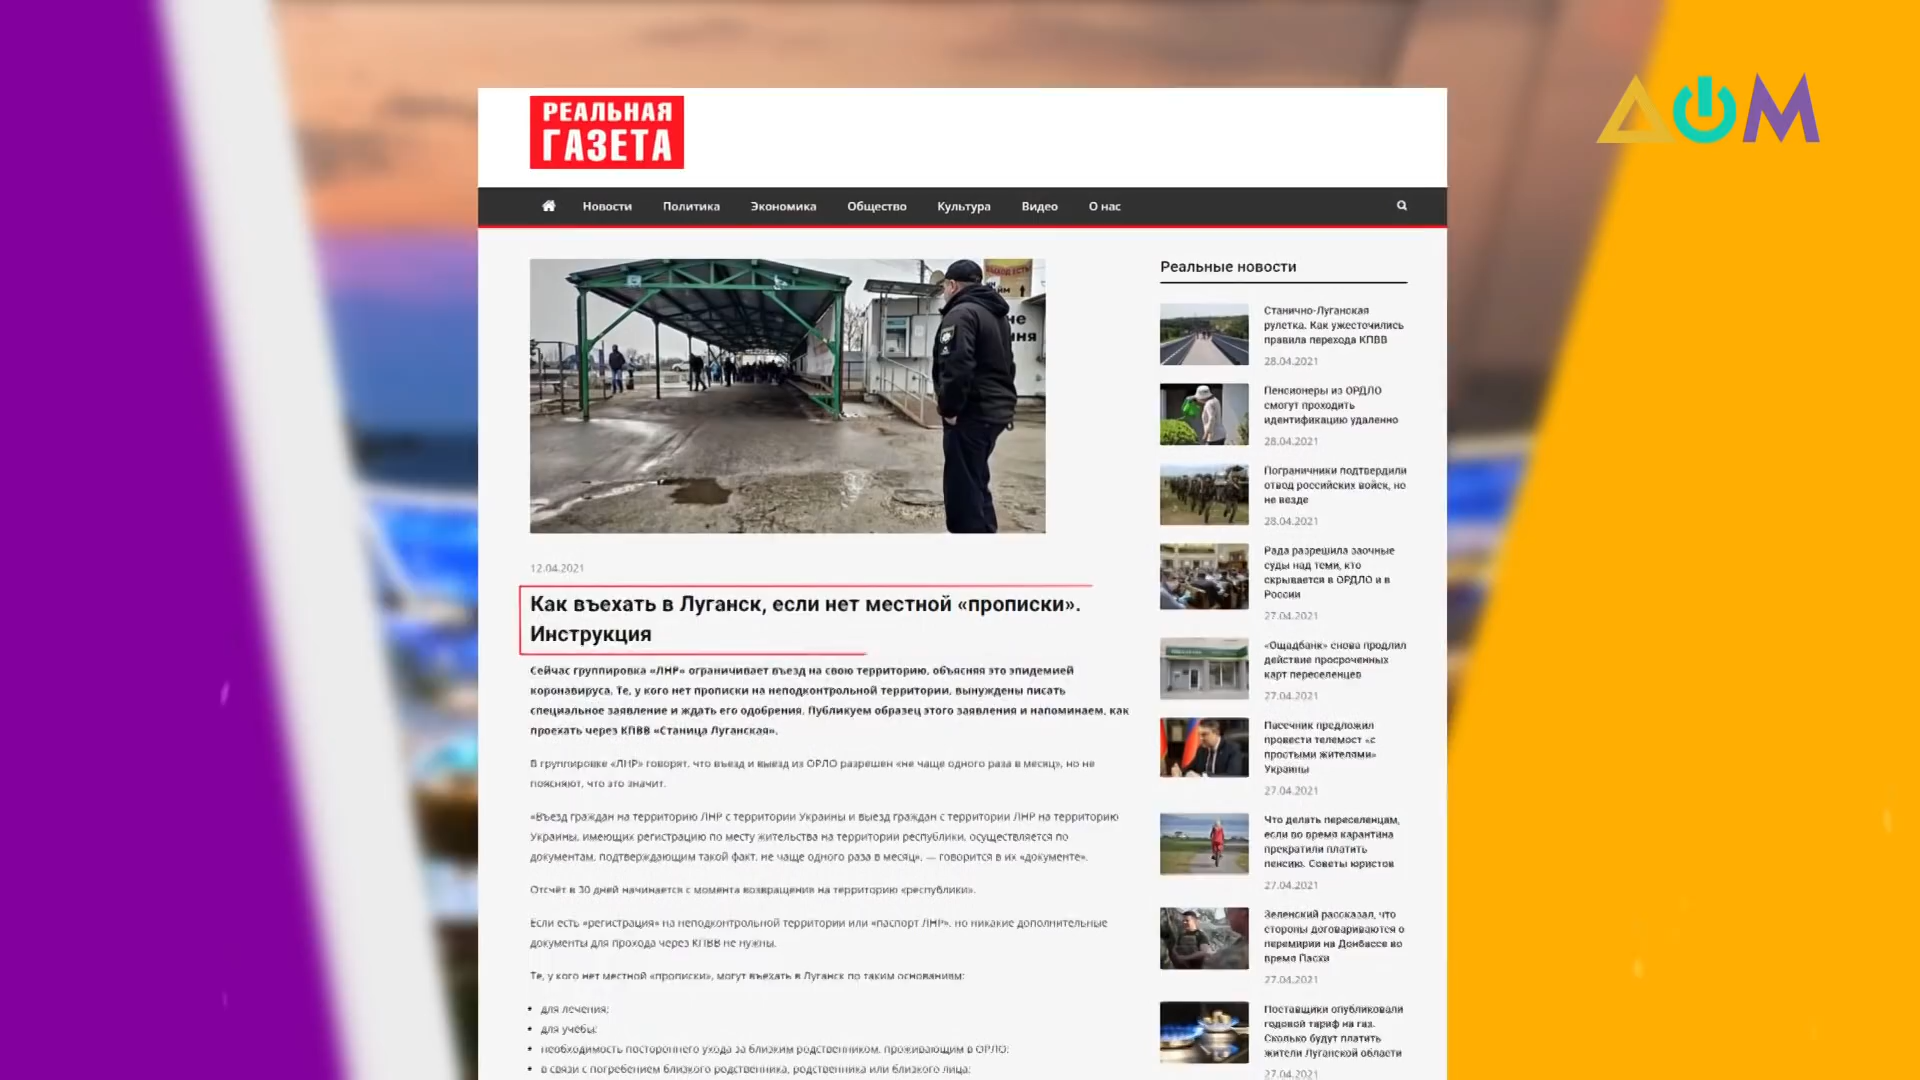 РЕАЛЬНАЯ
ГАЗЕТА
ДОМ
Новости Политика Экономика Общество Культура Видео О нас
ВЫХОД ЕСТЬ
не
ння
12.04.2021
Как въехать в Луганск, если нет местной «прописки».
Инструкция
Сейчас группировка «ЛНР» ограничивает въезд на свою территорию, объясняя это эпидемией
коронавируса. Те, у кого нет прописки на неподконтрольной территории, вынуждены писать
специальное заявление и ждать его одобрения. Публикуем образец этого заявления и напоминаем, как
проехать через КПВВ «Станица Луганская».
В группировке «ЛНР» говорят, что въезд и выезд из ОРЛО разрешен «не чаще одного раза в месяц», но не
поясняют, что это значит.
«Въезд граждан на территорию ЛНР с территории Украины и выезд граждан с территории ЛНР на территорию
Украины, имеющих регистрацию по месту жительства на территории республики, осуществляется по
документам, подтверждающим такой факт, не чаще одного раза в месяц», — говорится в их «документе».
Отсчёт в 30 дней начинается с момента возвращения на территорию «республики».
Если есть «регистрация» на неподконтрольной территории или «паспорт ЛНР», но никакие дополнительные
документы для прохода через КПВВ не нужны.
Те, у кого нет местной «прописки», могут въехать в Луганск по таким основаниям:
• для лечения;
• для учебы;
• необходимость постороннего ухода за близким родственником, проживающим в ОРЛО;
• в связи с погребением близкого родственника, родственника или близкого лица;
Реальные новости
Станично-Луганская
рулетка. Как ужесточились
правила перехода КПВВ
28.04.2021
Пенсионеры из ОРДЛО
смогут проходить
идентификацию удаленно
28.04.2021
Пограничники подтвердили
отвод российских войск, но
не везде
28.04.2021
Рада разрешила заочные
суды над теми, кто
скрывается в ОРДЛО и в
России
27.04.2021
«Ощадбанк» снова продлил
действие просроченных
карт переселенцев
27.04.2021
Пасечник предложил
провести телемост «с
простыми жителями»
Украины
27.04.2021
Что делать переселенцам,
если во время карантина
прекратили платить
пенсию. Советы юристов
27.04.2021
Зеленский рассказал, что
стороны договариваются о
перемирии на Донбассе во
время Пасхи
27.04.2021
Поставщики опубликовали
годовой тариф на газ.
Сколько будут платить
жители Луганской области
27.04.2021